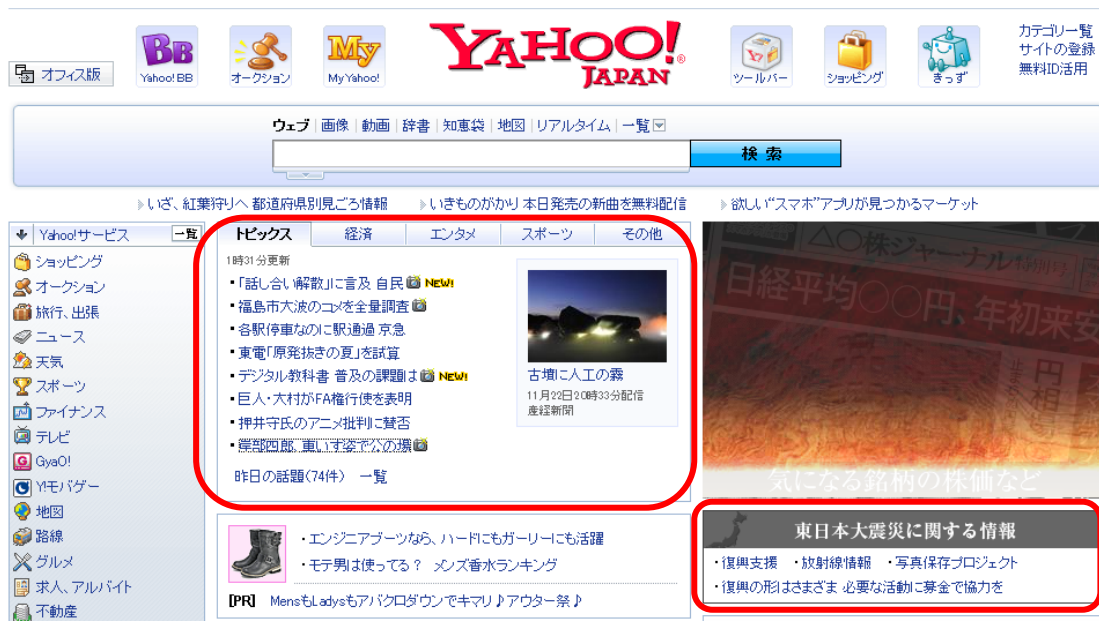 オフィス版
BB
Yahoo! BB
オークション
My
My Yahoo!
YAHOO!
JAPAN
ツールバー
ショッピング
きっず
カテゴリ一覧
サイトの登録
無料ID活用
ウェブ 画像 動画 辞書 知恵袋 地図 リアルタイム 一覧
検索
いざ、紅葉狩りへ 都道府県別見ごろ情報 いきものがかり 本日発売の新曲を無料配信 欲しい“スマホ”アプリが見つかるマーケット
Yahoo!サービス 一覧
ショッピング
オークション
旅行、出張
ニュース
天気
スポーツ
ファイナンス
テレビ
GyaO!
Y!モバゲー
地図
路線
グルメ
求人、アルバイト
不動産
トピックス 経済 エンタメ スポーツ その他
1時31分更新
・「話し合い解散」に言及 自民 NEW!
・福島市大波のコメを全量調査
・各駅停車なのに駅通過 京急
・東電「原発抜きの夏」を試算
・デジタル教科書 普及の課題は NEW!
・巨人・大村がFA権行使を表明
・押井守氏のアニメ批判に賛否
・岸部四郎、車いす姿で公の場
昨日の話題(74件) 一覧
古墳に人工の霧
11月22日20時33分配信
産経新聞
△○株ジャーナル 特別号
日経平均○○円、年初来安
気になる銘柄の株価など
東日本大震災に関する情報
・復興支援 ・放射線情報 ・写真保存プロジェクト
・復興の形はさまざま 必要な活動に募金で協力を
・エンジニアブーツなら、ハードにもガーリーにも活躍
・モテ男は使ってる？ メンズ香水ランキング
[PR] MensもLadysもアバクロダウンでキマリ♪アウター祭♪